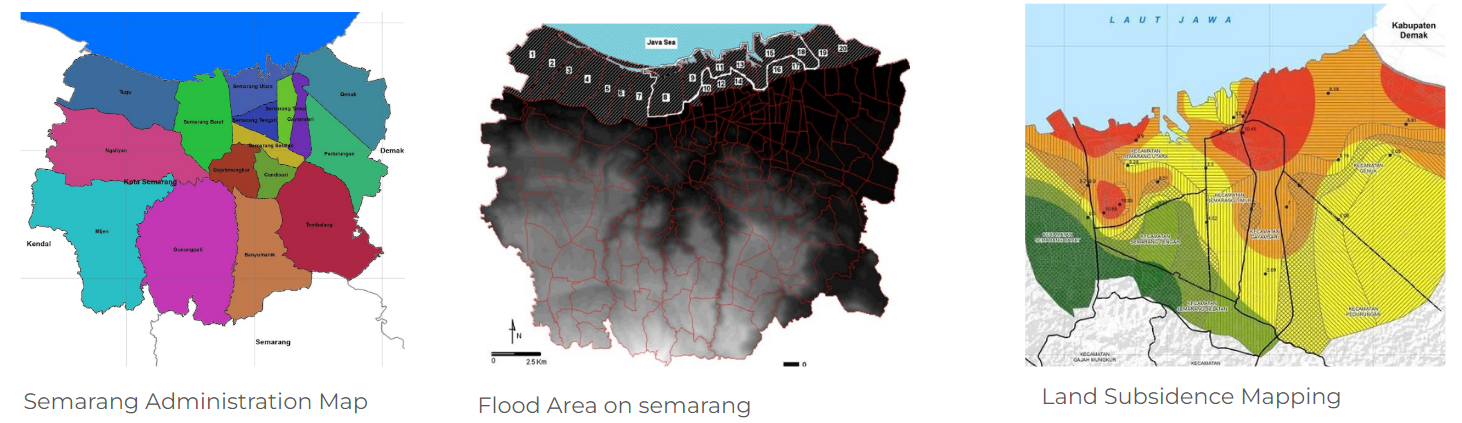 Tugu
Semarang Barat
Semarang Utara
Semarang Tengah
Semarang Timur
Gayamsari
Genuk
Semarang Selatan
Pedurungan
Demak
Ngaliyan
Gajahmungkur
Candisari
Kota Semarang
Mijen
Gunungpati
Banyumanik
Tembalang
Kendal
Semarang
Semarang Administration Map
Java Sea
1
2
3
4
5
6
7
8
9
10
11
12
13
14
15
16
17
18
19
20
N
0 2.5 Km
0
Flood Area on semarang
LAUT JAWA
Kabupaten
Demak
KECAMATAN
SEMARANG UTARA
KECAMATAN
GENUK
KECAMATAN
SEMARANG TIMUR
KECAMATAN
GAYAMSARI
KECAMATAN
SEMARANG TENGAH
KECAMATAN
SEMARANG BARAT
KECAMATAN
SEMARANG SELATAN
KECAMATAN
PEDURUNGAN
KECAMATAN
GAJAH MUNGKUR
KECAMATAN
Land Subsidence Mapping